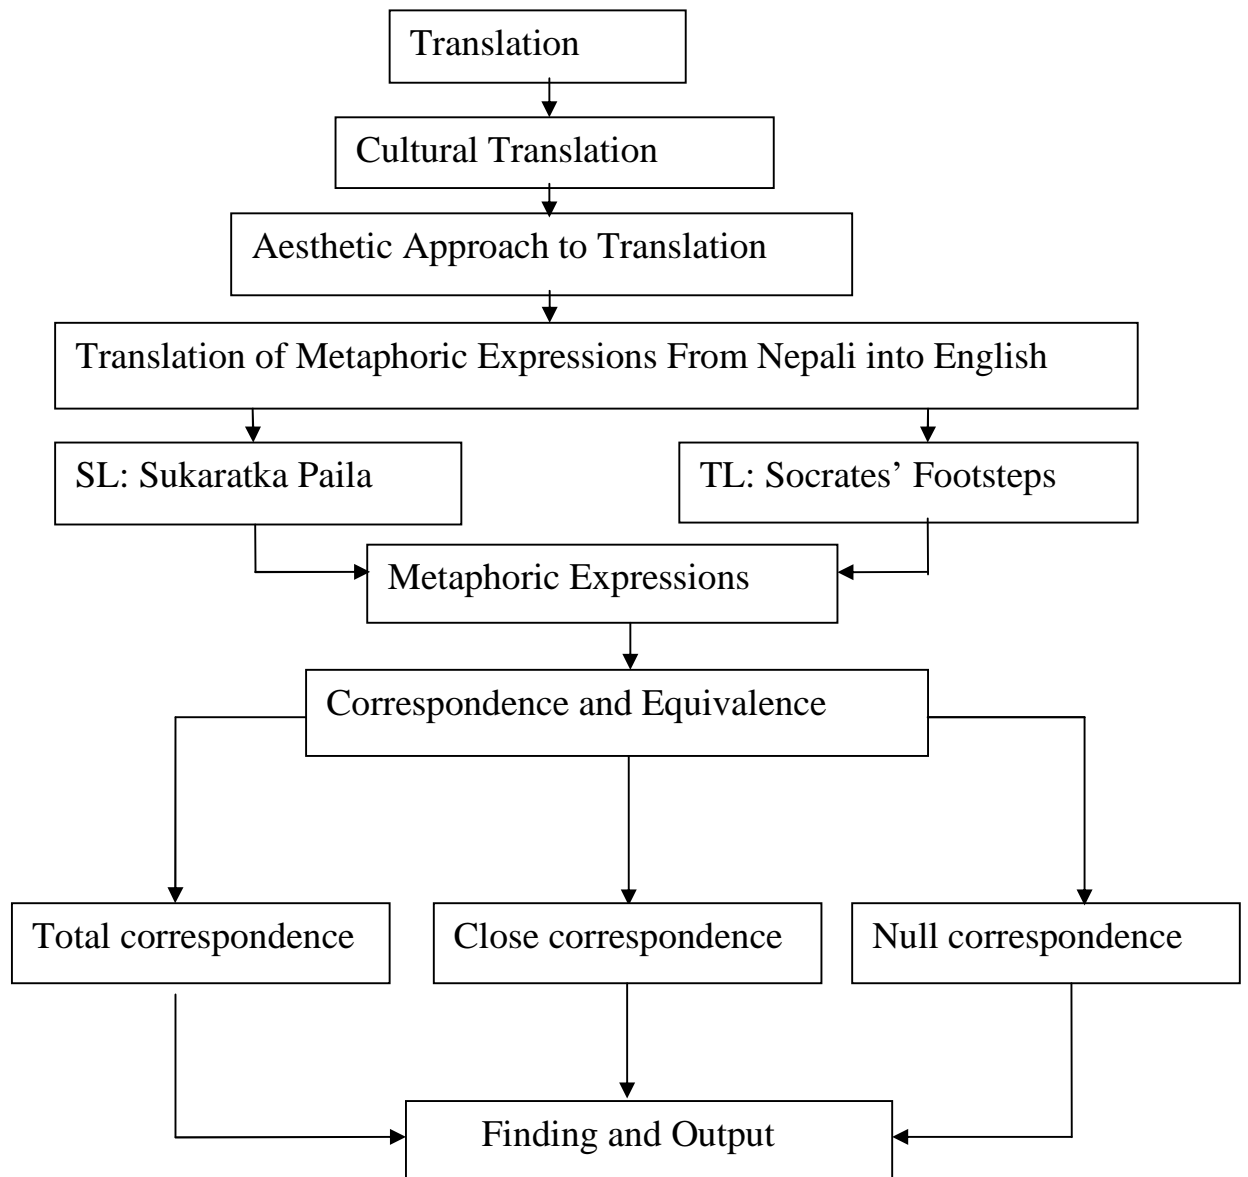 Translation
Cultural Translation
Aesthetic Approach to Translation
Translation of Metaphoric Expressions From Nepali into English
SL: Sukaratka Paila
TL: Socrates’ Footsteps
Metaphoric Expressions
Correspondence and Equivalence
Total correspondence
Close correspondence
Null correspondence
Finding and Output